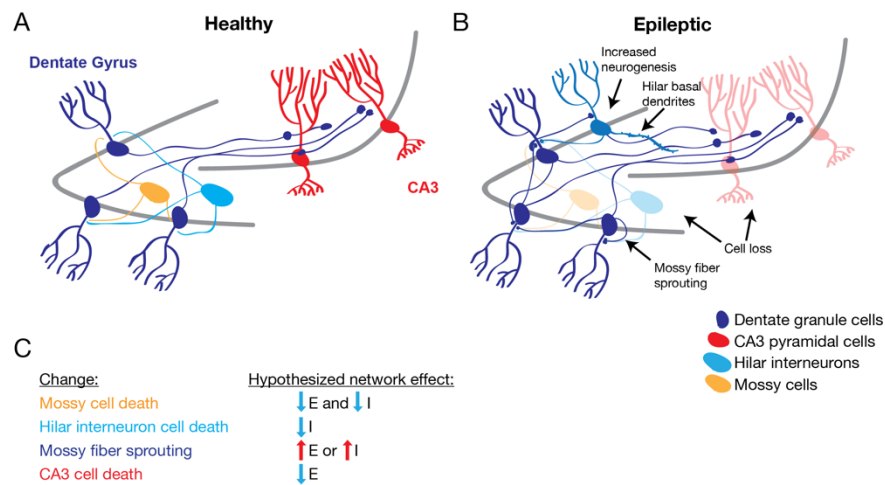 A
Healthy
Dentate Gyrus
CA3
B
Epileptic
Increased
neurogenesis
Hilar basal
dendrites
Cell loss
Mossy fiber
sprouting
Dentate granule cells
CA3 pyramidal cells
Hilar interneurons
Mossy cells
C
Change: Hypothesized network effect:
Mossy cell death ↓E and ↓I
Hilar interneuron cell death ↓I
Mossy fiber sprouting ↑E or ↑I
CA3 cell death ↓E